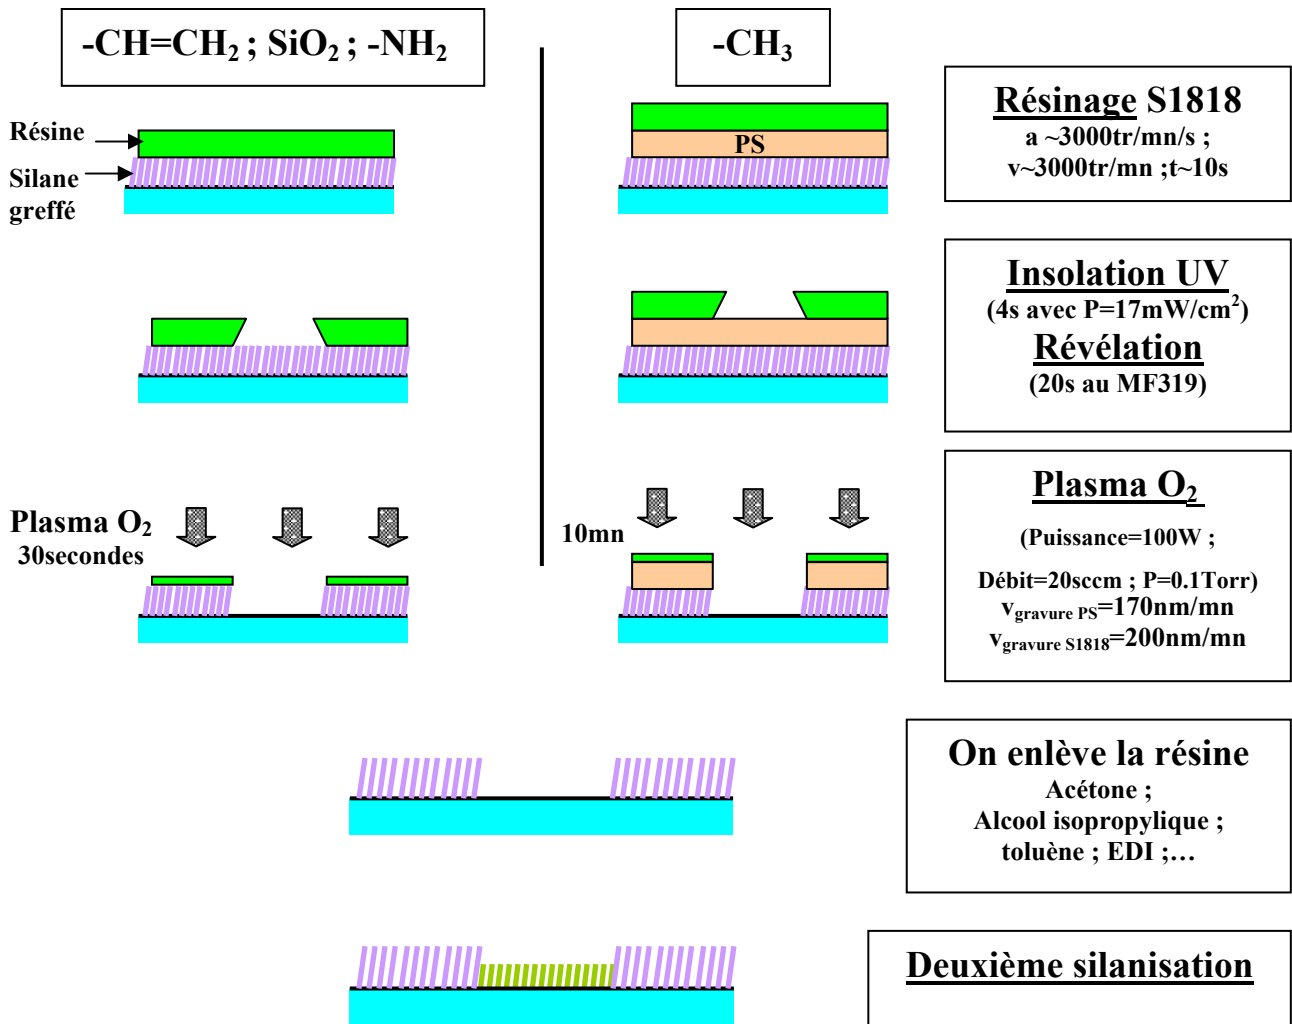 -CH=CH₂ ; SiO₂ ; -NH₂
-CH₃
Résinage S1818
a ~3000tr/mn/s ;
v~3000tr/mn ;t~10s
Résine
PS
Silane
greffé
Insolation UV
(4s avec P=17mW/cm²)
Révélation
(20s au MF319)
Plasma O₂
30secondes
10mn
Plasma O₂
(Puissance=100W ;
Débit=20sccm ; P=0.1Torr)
v gravure PS=170nm/mn
v gravure S1818=200nm/mn
On enlève la résine
Acétone ;
Alcool isopropylique ;
toluène ; EDI ;…
Deuxième silanisation